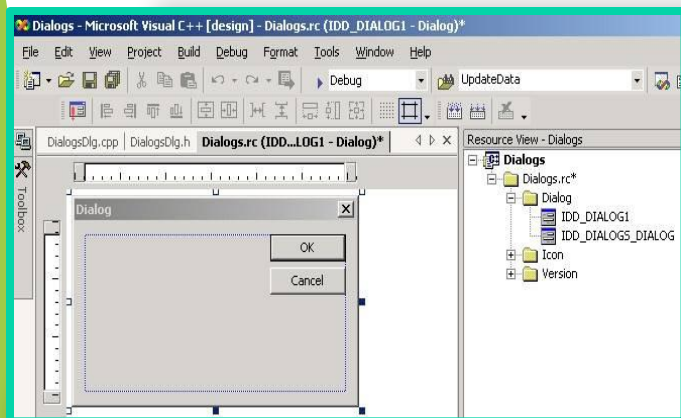 Dialogs - Microsoft Visual C++ [design] - Dialogs.rc (IDD_DIALOG1 - Dialog)*
File Edit View Project Build Debug Format Tools Window Help
Debug UpdateData
DialogsDlg.cpp DialogsDlg.h Dialogs.rc (IDD...LOG1 - Dialog)*
Resource View - Dialogs
Toolbox
Dialog
OK
Cancel
Dialogs
Dialogs.rc*
Dialog
IDD_DIALOG1
IDD_DIALOGS_DIALOG
Icon
Version